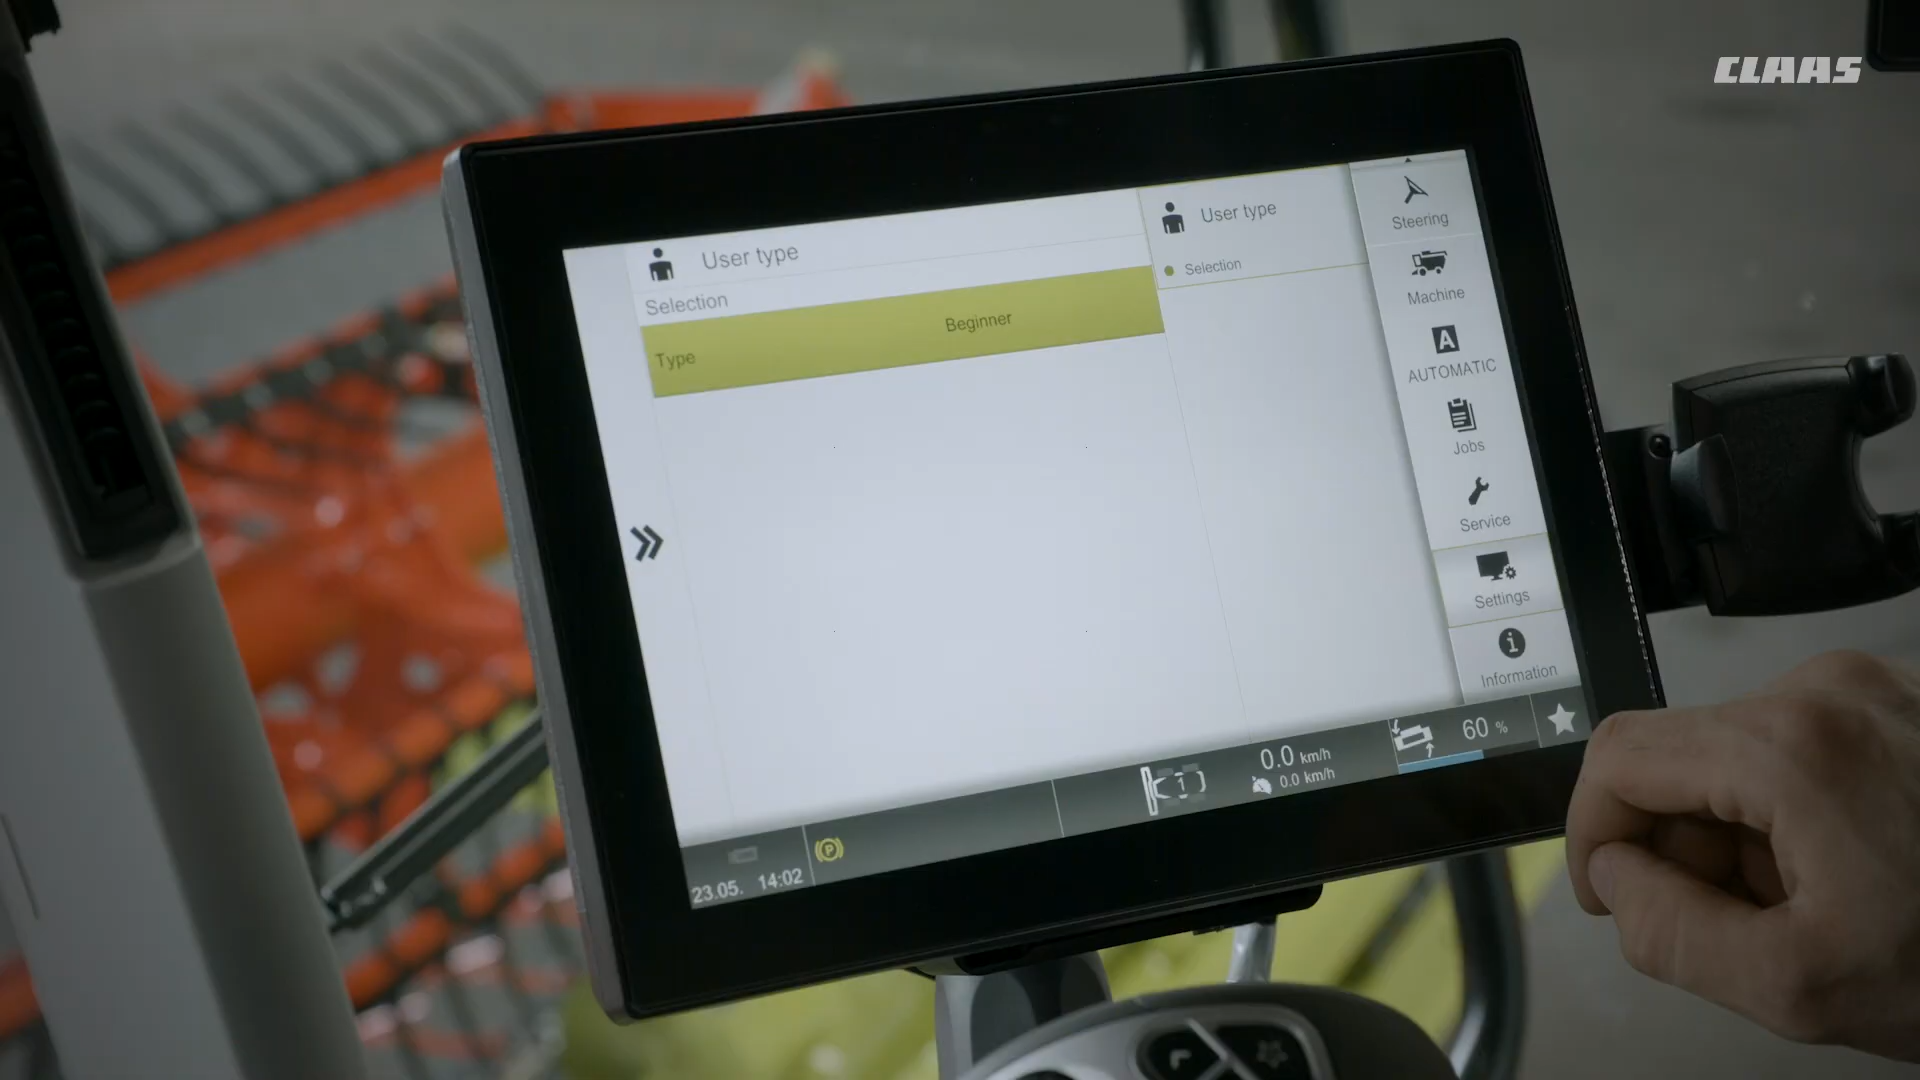 CLAAS
User type
Selection
Type Beginner
User type
Selection
Steering
Machine
A
AUTOMATIC
Jobs
Service
Settings
Information
23.05. 14:02
P
1
0.0 km/h
0.0 km/h
60 %